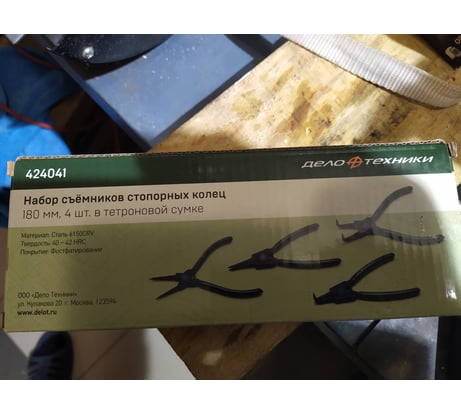 424041
ДЕЛО ТЕХНИКИ
Набор съёмников стопорных колец
180 мм, 4 шт. в тетроновой сумке
Материал: Сталь 6150CRV
Твердость: 40 – 42 HRC
Покрытие: Фосфатирование
ООО «Дело Техники»
ул. Кулакова 20, г. Москва, 123594
www.delot.ru